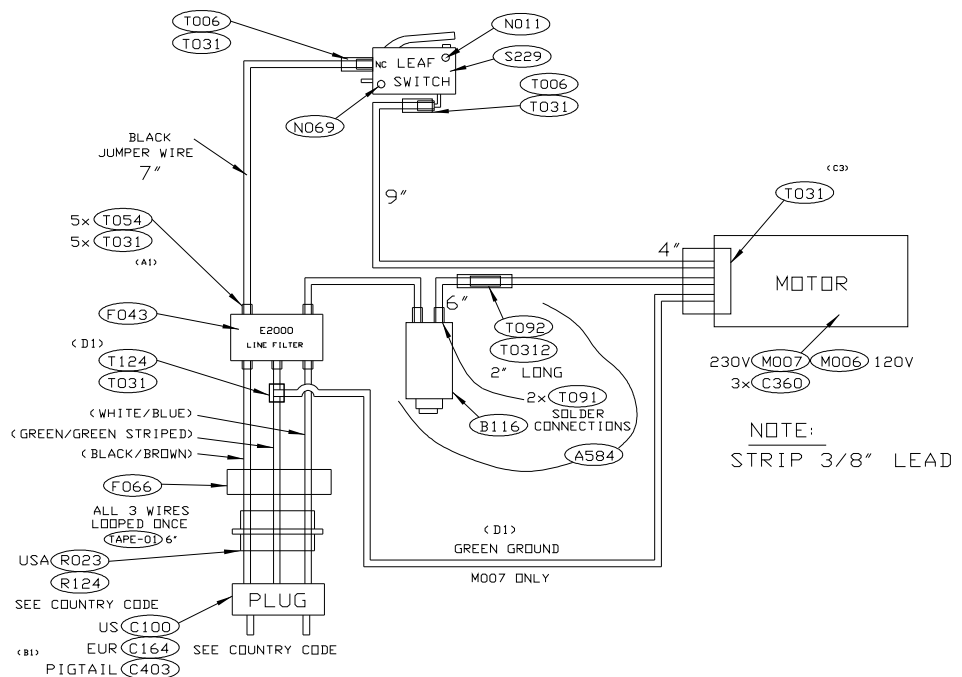 T006
T031
NC LEAF
SWITCH
N011
S229
T006
T031
N069
BLACK
JUMPER WIRE
7"
9"
(C3)
T031
5x T054
5x T031
(A1)
4"
MOTOR
F043
E2000
LINE FILTER
6"
T092
T0312
2" LONG
230V M007 M006 120V
3x C360
(D1)
T124
T031
2x T091
SOLDER
CONNECTIONS
B116
A584
NOTE:
STRIP 3/8" LEAD
(WHITE/BLUE)
(GREEN/GREEN STRIPED)
(BLACK/BROWN)
F066
ALL 3 WIRES
LOOPED ONCE
TAPE-01 6"
(D1)
GREEN GROUND
M007 ONLY
USA R023
R124
SEE COUNTRY CODE
PLUG
US C100
EUR C164
SEE COUNTRY CODE
(B1)
PIGTAIL C403